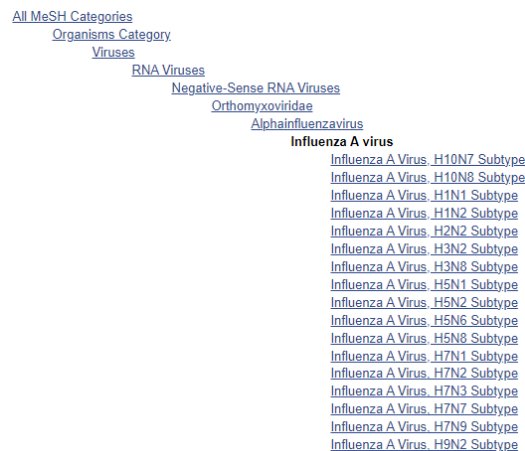 All MeSH Categories
Organisms Category
Viruses
RNA Viruses
Negative-Sense RNA Viruses
Orthomyxoviridae
Alphainfluenzavirus
Influenza A virus
Influenza A Virus, H10N7 Subtype
Influenza A Virus, H10N8 Subtype
Influenza A Virus, H1N1 Subtype
Influenza A Virus, H1N2 Subtype
Influenza A Virus, H2N2 Subtype
Influenza A Virus, H3N2 Subtype
Influenza A Virus, H3N8 Subtype
Influenza A Virus, H5N1 Subtype
Influenza A Virus, H5N2 Subtype
Influenza A Virus, H5N6 Subtype
Influenza A Virus, H5N8 Subtype
Influenza A Virus, H7N1 Subtype
Influenza A Virus, H7N2 Subtype
Influenza A Virus, H7N3 Subtype
Influenza A Virus, H7N7 Subtype
Influenza A Virus, H7N9 Subtype
Influenza A Virus, H9N2 Subtype